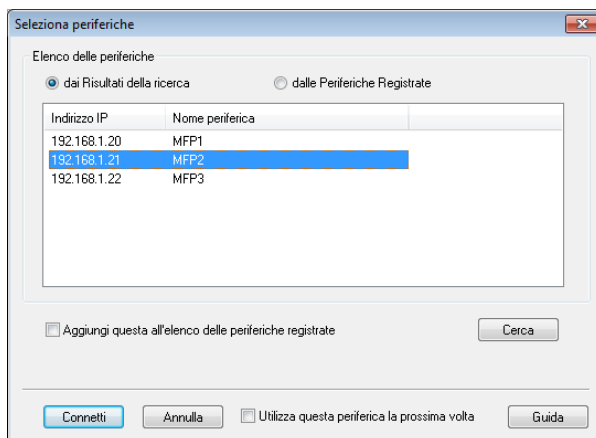 Seleziona periferiche
Elenco delle periferiche
dai Risultati della ricerca dalle Periferiche Registrate
Indirizzo IP Nome periferica
192.168.1.20 MFP1
192.168.1.21 MFP2
192.168.1.22 MFP3
Aggiungi questa all'elenco delle periferiche registrate Cerca
Connetti Annulla Utilizza questa periferica la prossima volta Guida